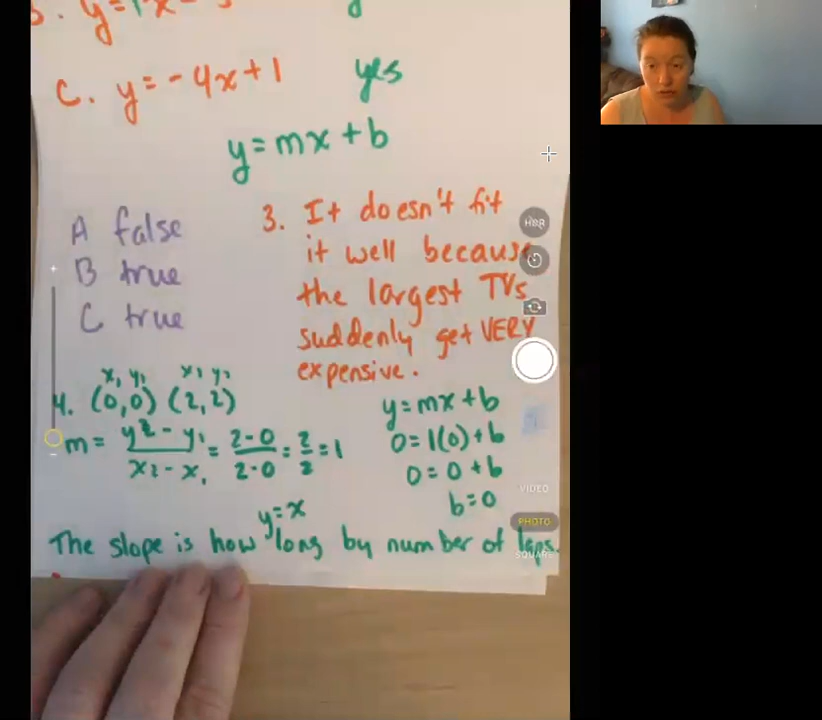 C. y = -4x+1 yes
y = mx + b
A false
B true
C true
3. It doesn't fit
it well because
the largest TVs
suddenly get VERY
expensive.
x₁ y₁ x₁ y₂
4. (0,0) (2,2)
m = y2 - y₁ / x₂ - x₁ = 2-0 / 2-0 = 2/2 = 1
y = mx + b
0 = 1(0) + b
0 = 0 + b
b = 0
y = x
The slope is how long by number of laps.
HDR
VIDEO
PHOTO
SQUARE